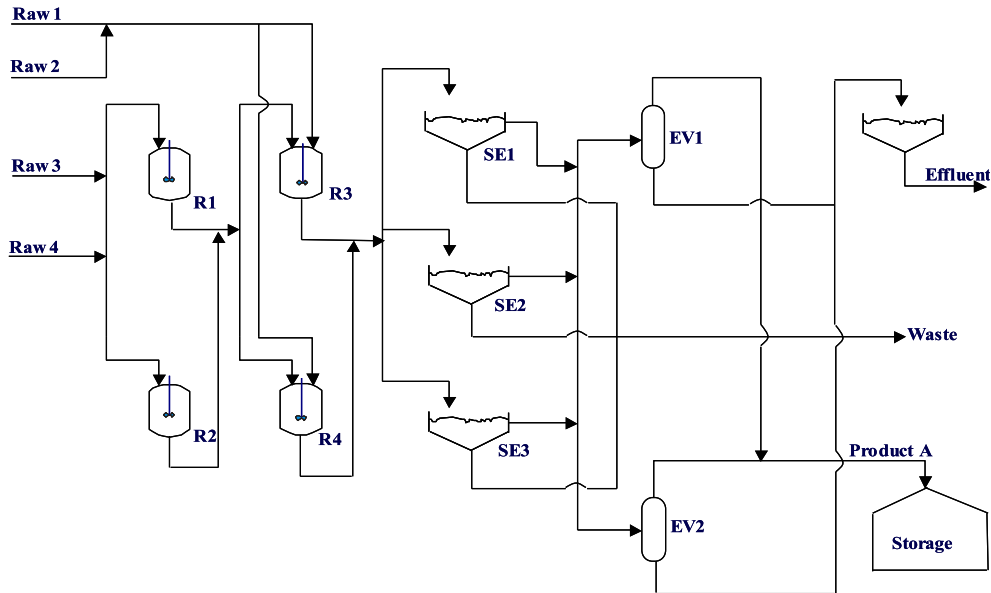 Raw 1
Raw 2
Raw 3
Raw 4
R1
R2
R3
R4
SE1
SE2
SE3
EV1
EV2
Effluent
Waste
Product A
Storage